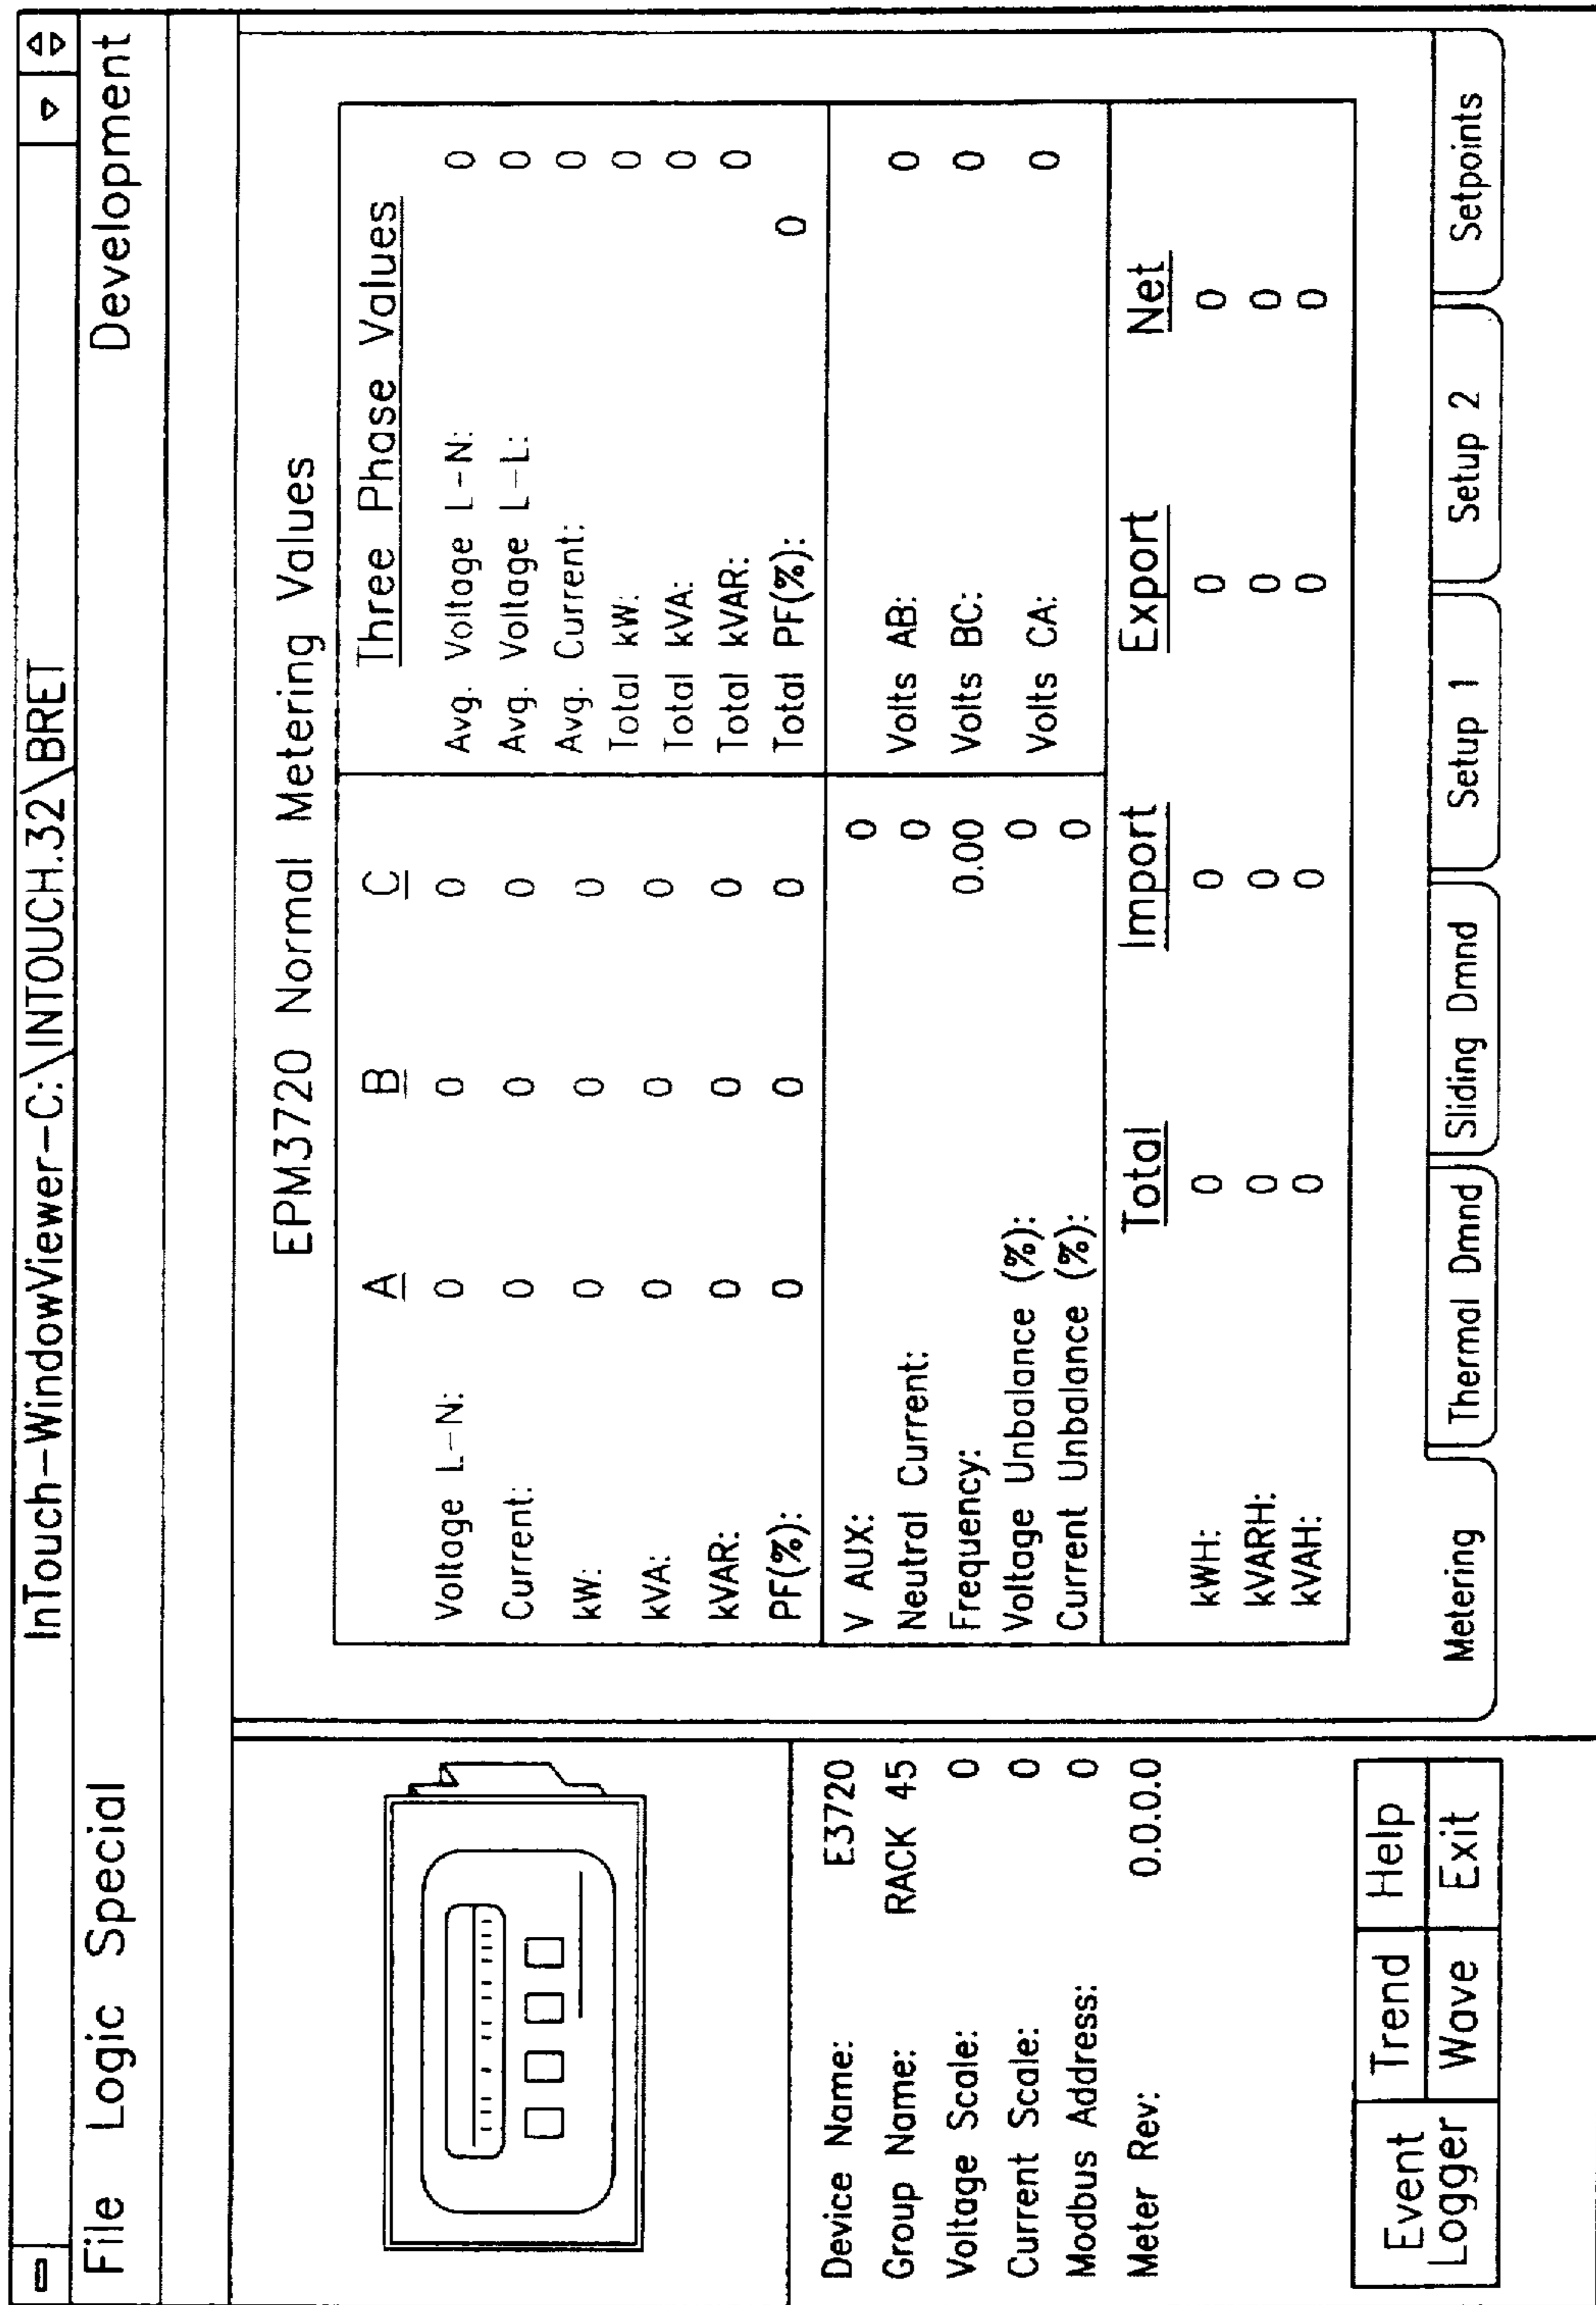 InTouch-WindowViewer-C:\INTOUCH.32\BRET
File Logic Special Development
EPM3720 Normal Metering Values
A B C Three Phase Values
Voltage L-N: 0 0 0
Current: 0 0 0
kW: 0 0 0
kVA: 0 0 0
kVAR: 0 0 0
PF(%): 0 0 0
Avg. Voltage L-N: 0
Avg. Voltage L-L: 0
Avg. Current: 0
Total kW: 0
Total kVA: 0
Total kVAR: 0
Total PF(%): 0
V AUX: 0
Neutral Current: 0
Frequency: 0.00
Voltage Unbalance (%): 0
Current Unbalance (%): 0
Volts AB: 0
Volts BC: 0
Volts CA: 0
Total Import Export Net
kWH: 0 0 0 0
kVARH: 0 0 0 0
kVAH: 0 0 0 0
Metering Thermal Dmnd Sliding Dmnd Setup 1 Setup 2 Setpoints
Device Name: E3720
Group Name: RACK 45
Voltage Scale: 0
Current Scale: 0
Modbus Address: 0
Meter Rev: 0.0.0.0
Event Logger
Trend Help
Wave Exit